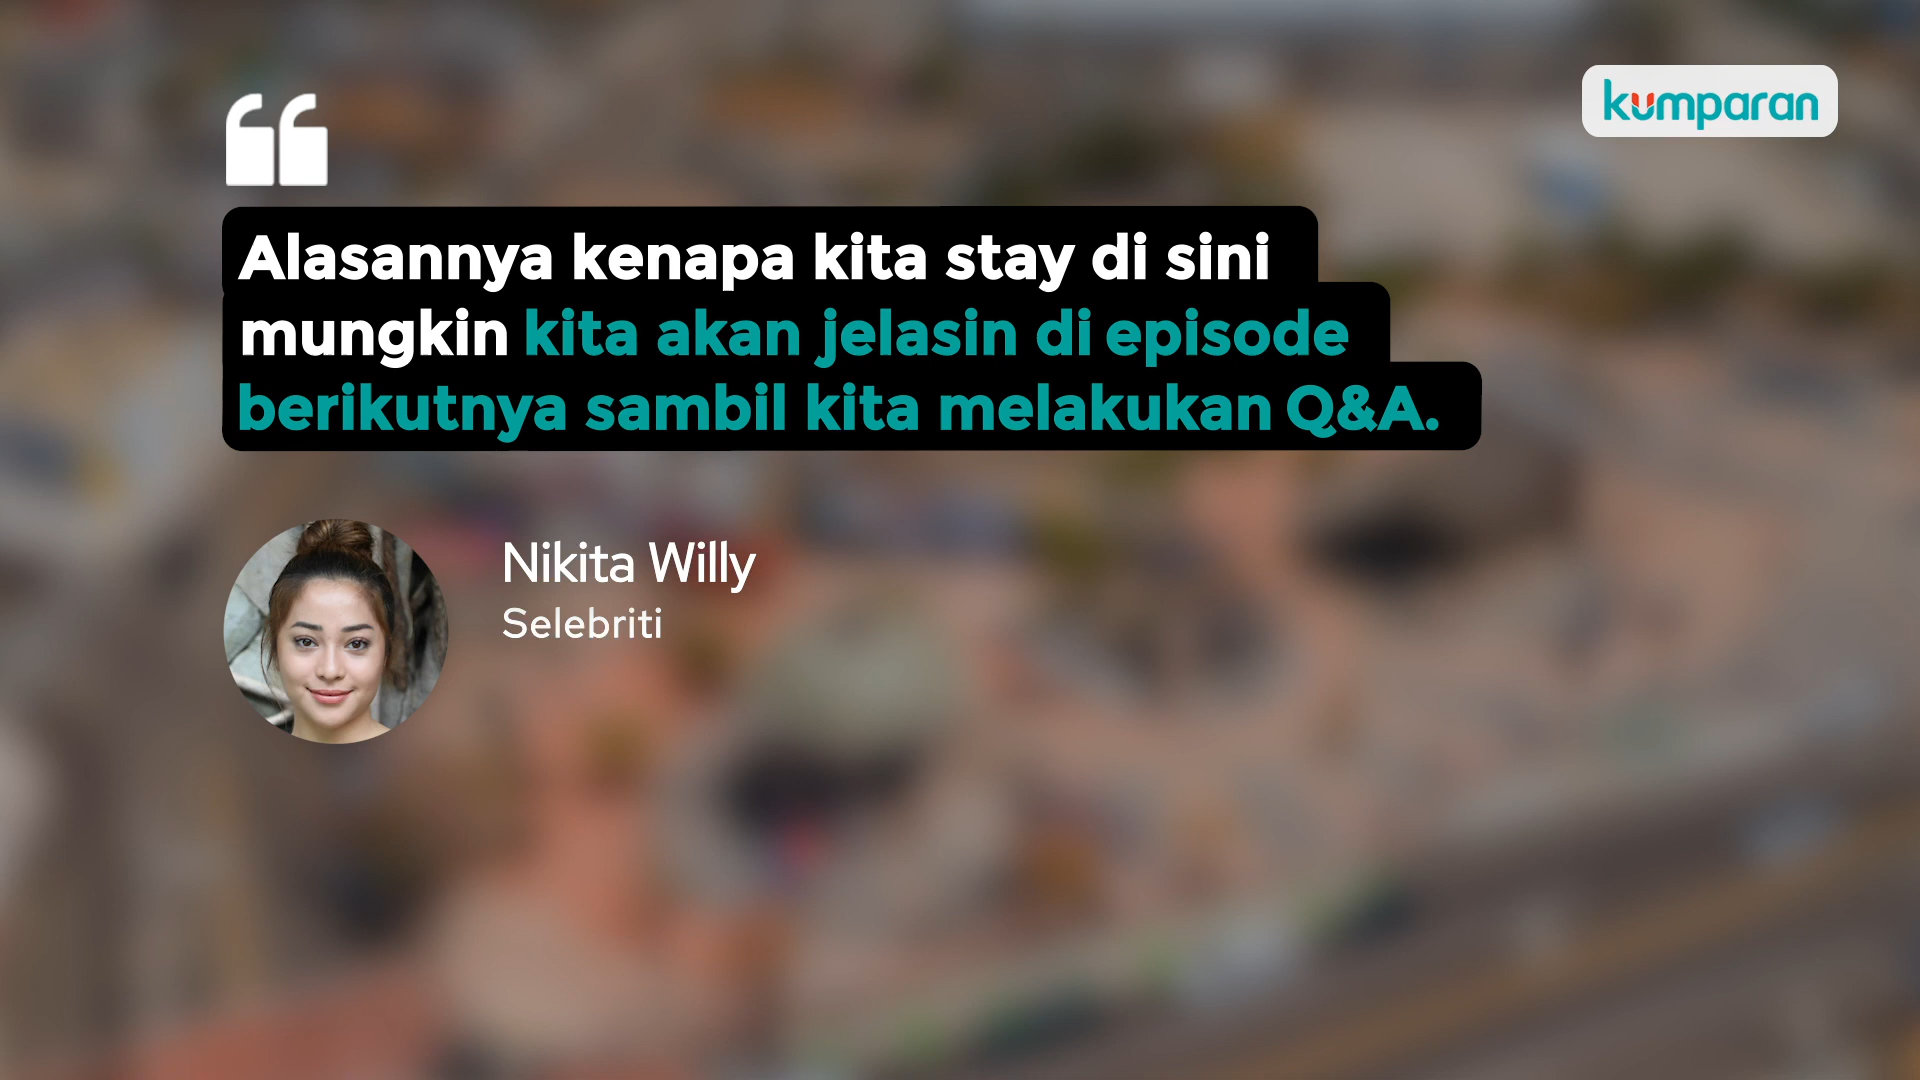 kumparan
Alasannya kenapa kita stay di sini
mungkin kita akan jelasin di episode
berikutnya sambil kita melakukan Q&A.
Nikita Willy
Selebriti